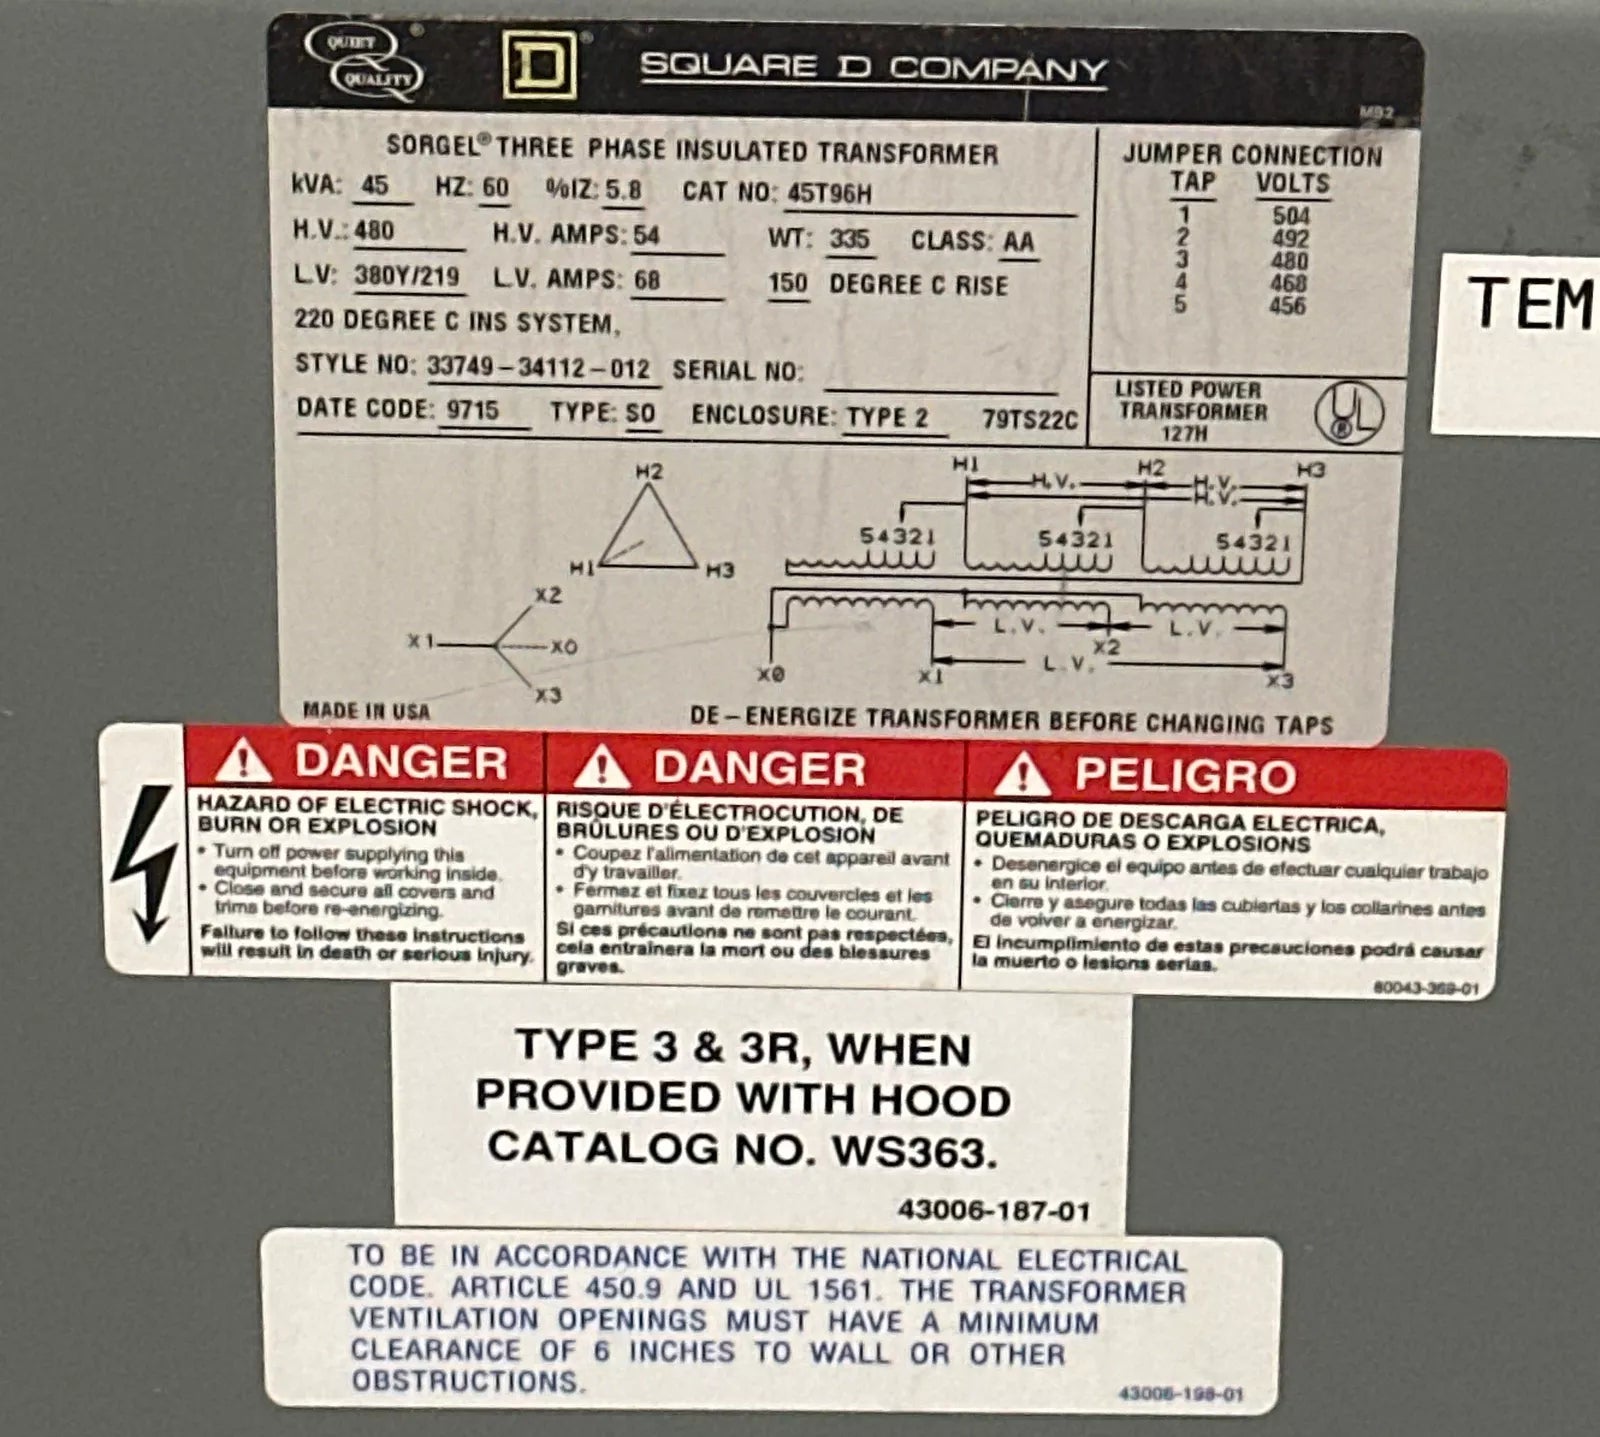 QUIET
QUALITY
® D ®
SQUARE D COMPANY
MB2
SORGEL® THREE PHASE INSULATED TRANSFORMER
kVA: 45 HZ: 60 %IZ: 5.8 CAT NO: 45T96H
H.V.: 480 H.V. AMPS: 54 WT: 335 CLASS: AA
L.V: 380Y/219 L.V. AMPS: 68 150 DEGREE C RISE
220 DEGREE C INS SYSTEM,
STYLE NO: 33749-34112-012 SERIAL NO:
DATE CODE: 9715 TYPE: SO ENCLOSURE: TYPE 2 79TS22C
JUMPER CONNECTION
TAP VOLTS
1 504
2 492
3 480
4 468
5 456
LISTED POWER
TRANSFORMER
127H
UL ®
TEM
H2
H1 H3
X2
X1 X0
X3
H1 H2 H3
H.V. H.V.
H.V.
54321 54321 54321
L.V. L.V.
X2
L.V.
X0 X1 X3
MADE IN USA
DE-ENERGIZE TRANSFORMER BEFORE CHANGING TAPS
DANGER
HAZARD OF ELECTRIC SHOCK,
BURN OR EXPLOSION
• Turn off power supplying this
equipment before working inside.
• Close and secure all covers and
trims before re-energizing.
Failure to follow these instructions
will result in death or serious injury.
DANGER
RISQUE D'ÉLECTROCUTION, DE
BRÛLURES OU D'EXPLOSION
• Coupez l'alimentation de cet appareil avant
d'y travailler.
• Fermez et fixez tous les couvercles et les
garnitures avant de remettre le courant.
Si ces précautions ne sont pas respectées,
cela entraînera la mort ou des blessures
graves.
PELIGRO
PELIGRO DE DESCARGA ELECTRICA,
QUEMADURAS O EXPLOSIONS
• Desenergice el equipo antes de efectuar cualquier trabajo
en su interior.
• Cierre y asegure todas las cubiertas y los collarines antes
de volver a energizar.
El incumplimiento de estas precauciones podrá causar
la muerto o lesions serias.
80043-369-01
TYPE 3 & 3R, WHEN
PROVIDED WITH HOOD
CATALOG NO. WS363.
43006-187-01
TO BE IN ACCORDANCE WITH THE NATIONAL ELECTRICAL
CODE. ARTICLE 450.9 AND UL 1561. THE TRANSFORMER
VENTILATION OPENINGS MUST HAVE A MINIMUM
CLEARANCE OF 6 INCHES TO WALL OR OTHER
OBSTRUCTIONS.
43006-198-01